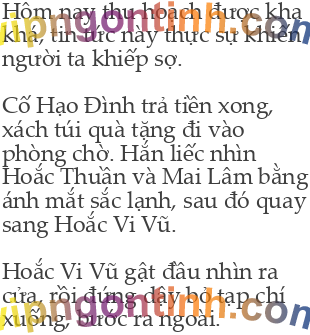 Hôm nay thu hoạch được kha
khá, tin tức này thực sự khiến
người ta khiếp sợ.
Cố Hạo Đình trả tiền xong,
xách túi quà tặng đi vào
phòng chờ. Hắn liếc nhìn
Hoắc Thuần và Mai Lâm bằng
ánh mắt sắc lạnh, sau đó quay
sang Hoắc Vi Vũ.
Hoắc Vi Vũ gật đầu nhìn ra
cửa, rồi đứng dậy bỏ tạp chí
xuống, bước ra ngoài.